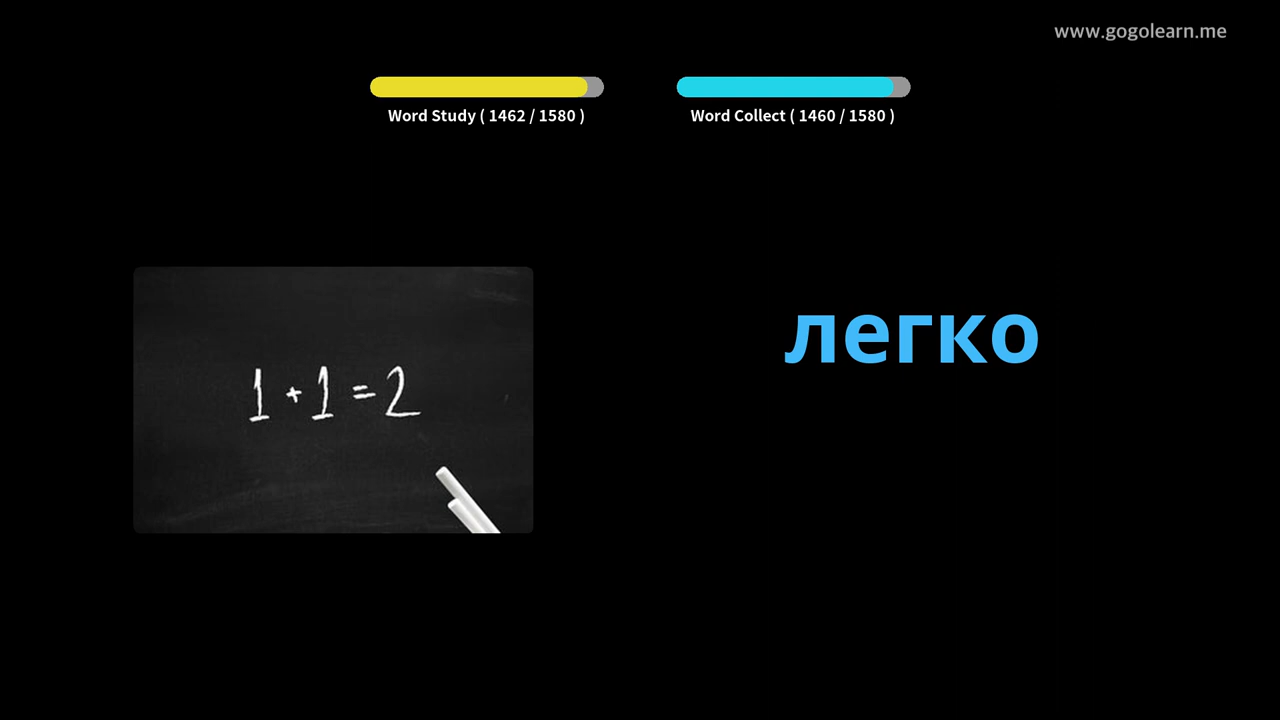 www.gogolearn.me
Word Study ( 1462 / 1580 )
Word Collect ( 1460 / 1580 )
легко
1 + 1 = 2